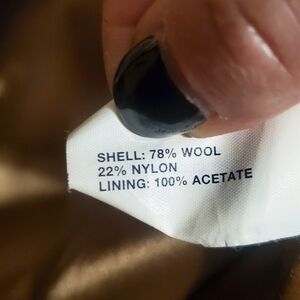 SHELL: 78% WOOL
22% NYLON
LINING: 100% ACETATE